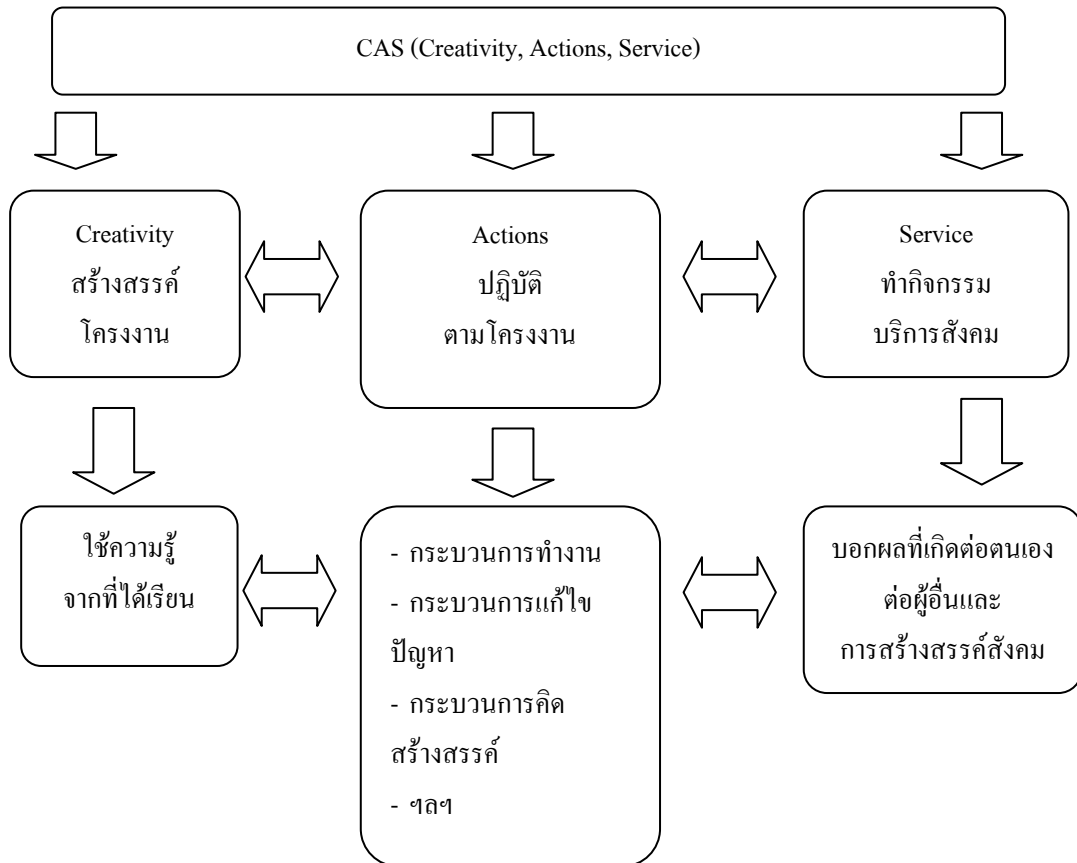 CAS (Creativity, Actions, Service)
Creativity
สร้างสรรค์
โครงงาน
Actions
ปฏิบัติ
ตามโครงงาน
Service
ทำกิจกรรม
บริการสังคม
ใช้ความรู้
จากที่ได้เรียน
- กระบวนการทำงาน
- กระบวนการแก้ไข
ปัญหา
- กระบวนการคิด
สร้างสรรค์
- ฯลฯ
บอกผลที่เกิดต่อตนเอง
ต่อผู้อื่นและ
การสร้างสรรค์สังคม